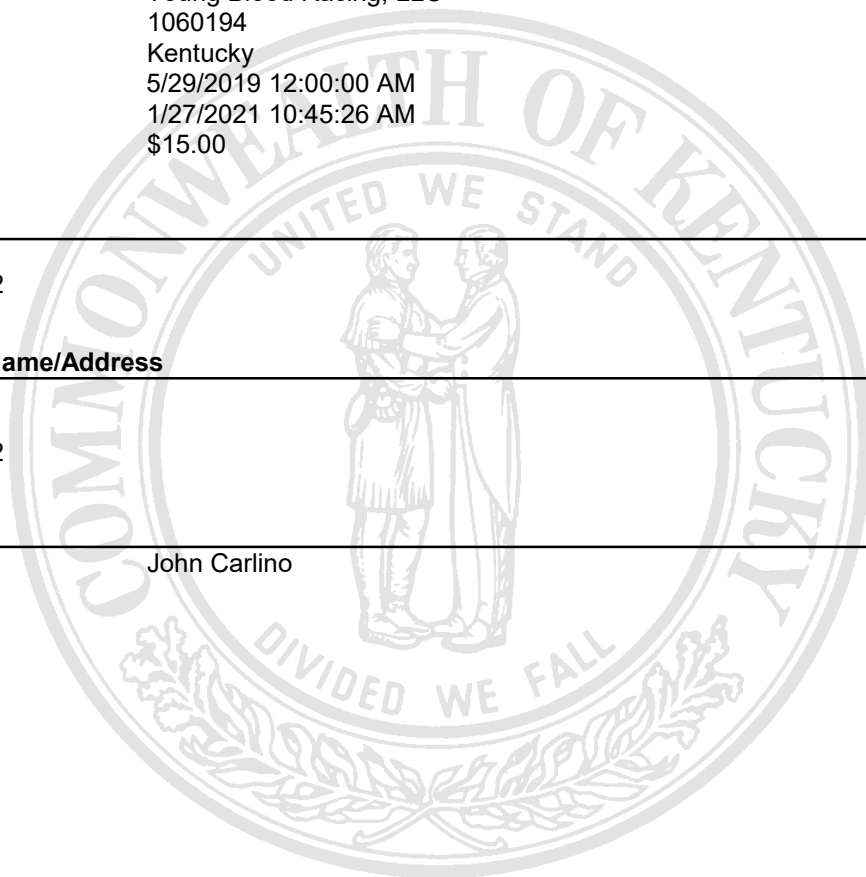 Young Blood Racing, LLC
1060194
Kentucky
5/29/2019 12:00:00 AM
1/27/2021 10:45:26 AM
$15.00
COMMONWEALTH OF KENTUCKY
UNITED WE STAND
2
ame/Address
2
John Carlino
DIVIDED WE FALL